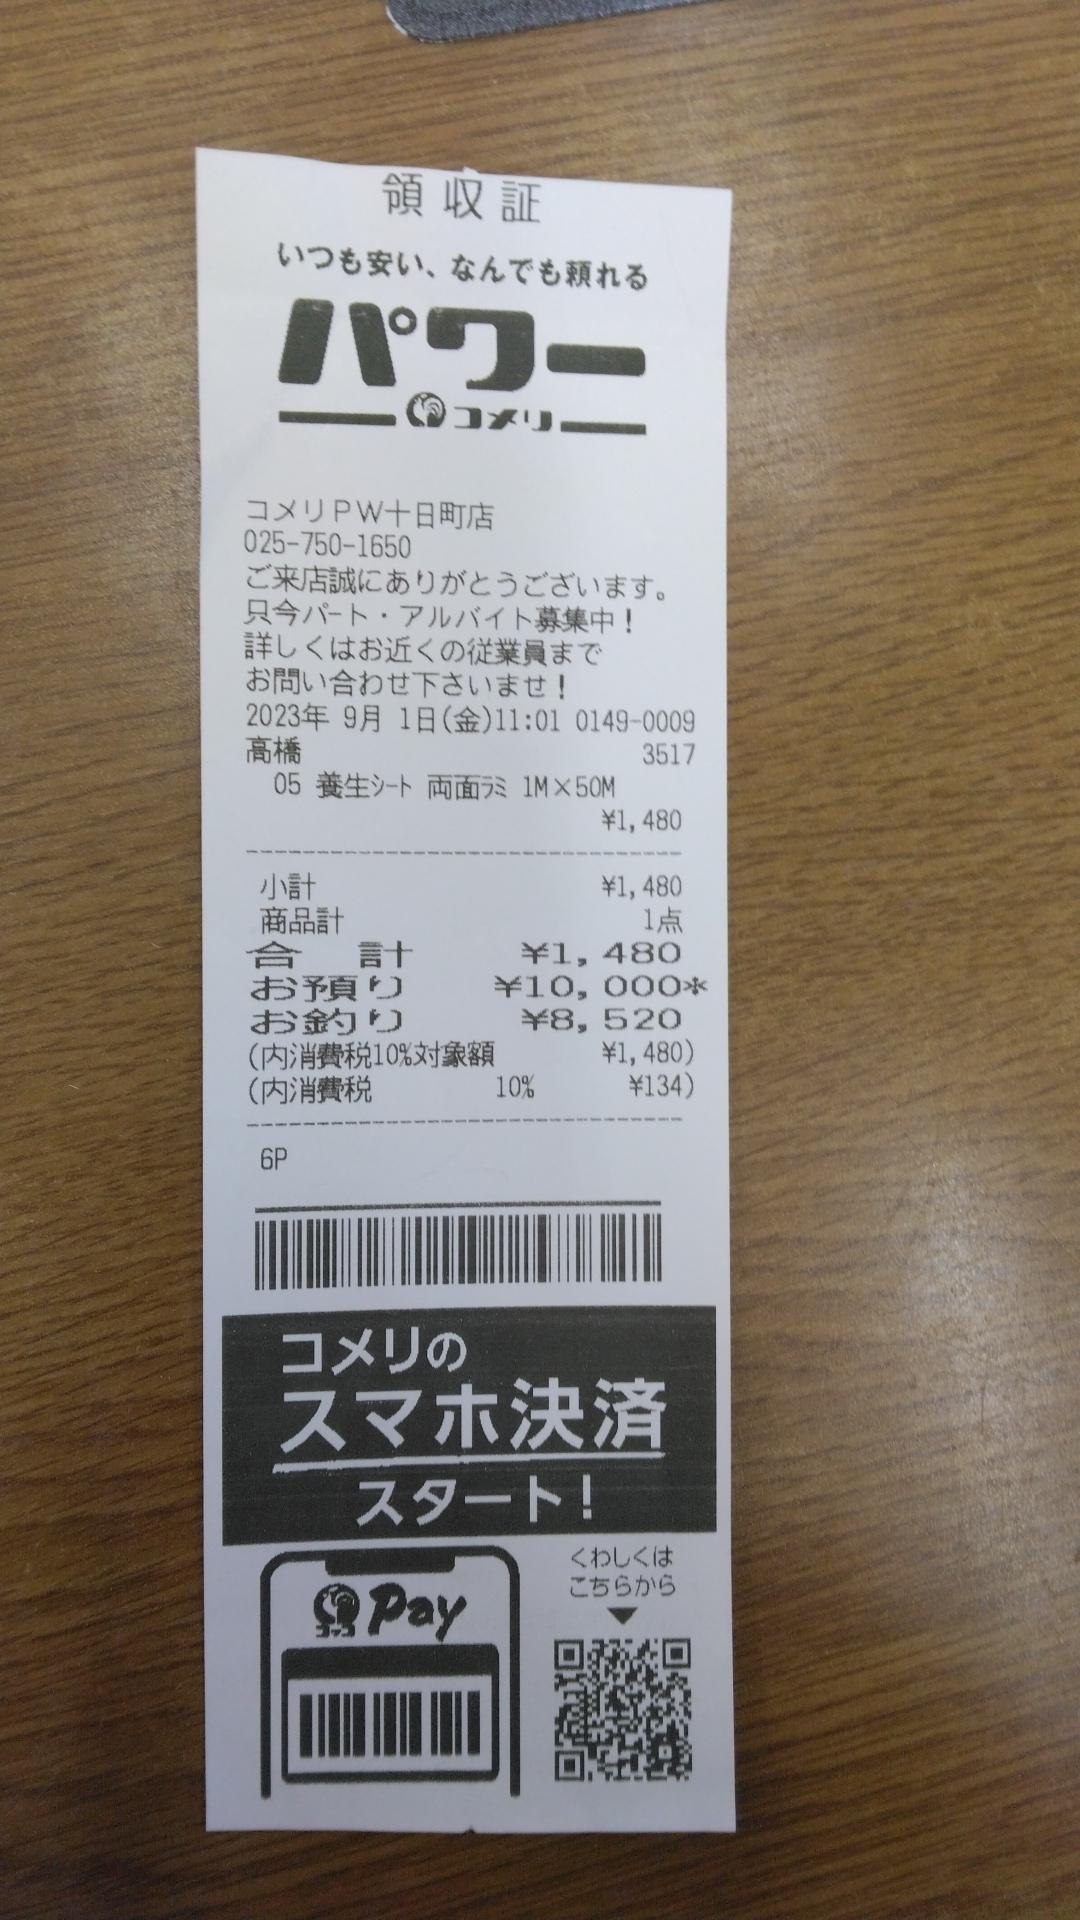 領収証
いつも安い、なんでも頼れる
パワー
コメリ
コメリPW十日町店
025-750-1650
ご来店誠にありがとうございます。
只今パート・アルバイト募集中！
詳しくはお近くの従業員まで
お問い合わせ下さいませ！
2023年 9月 1日(金)11:01 0149-0009
高橋 3517
05 養生シート 両面ラミ 1M×50M
¥1,480
小計 ¥1,480
商品計 1点
合 計 ¥1,480
お預り ¥10,000*
お釣り ¥8,520
(内消費税10%対象額 ¥1,480)
(内消費税 10% ¥134)
6P
コメリの
スマホ決済
スタート！
くわしくは
こちらから
Pay